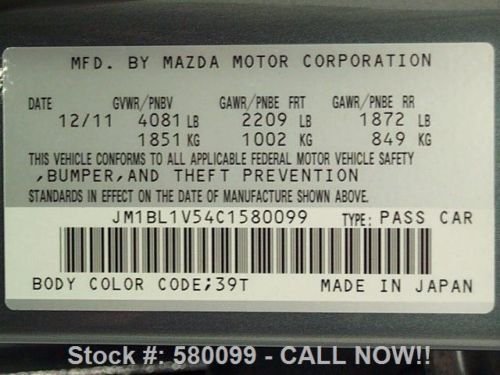 MFD. BY MAZDA MOTOR CORPORATION
DATE GVWR/PNBV GAWR/PNBE FRT GAWR/PNBE RR
12/11 4081 LB 2209 LB 1872 LB
1851 KG 1002 KG 849 KG
THIS VEHICLE CONFORMS TO ALL APPLICABLE FEDERAL MOTOR VEHICLE SAFETY
,BUMPER,AND THEFT PREVENTION
STANDARDS IN EFFECT ON THE DATE OF MANUFACTURE SHOWN ABOVE.
JM1BL1V54C1580099 TYPE: PASS CAR
BODY COLOR CODE;39T MADE IN JAPAN
Stock #: 580099 - CALL NOW!!